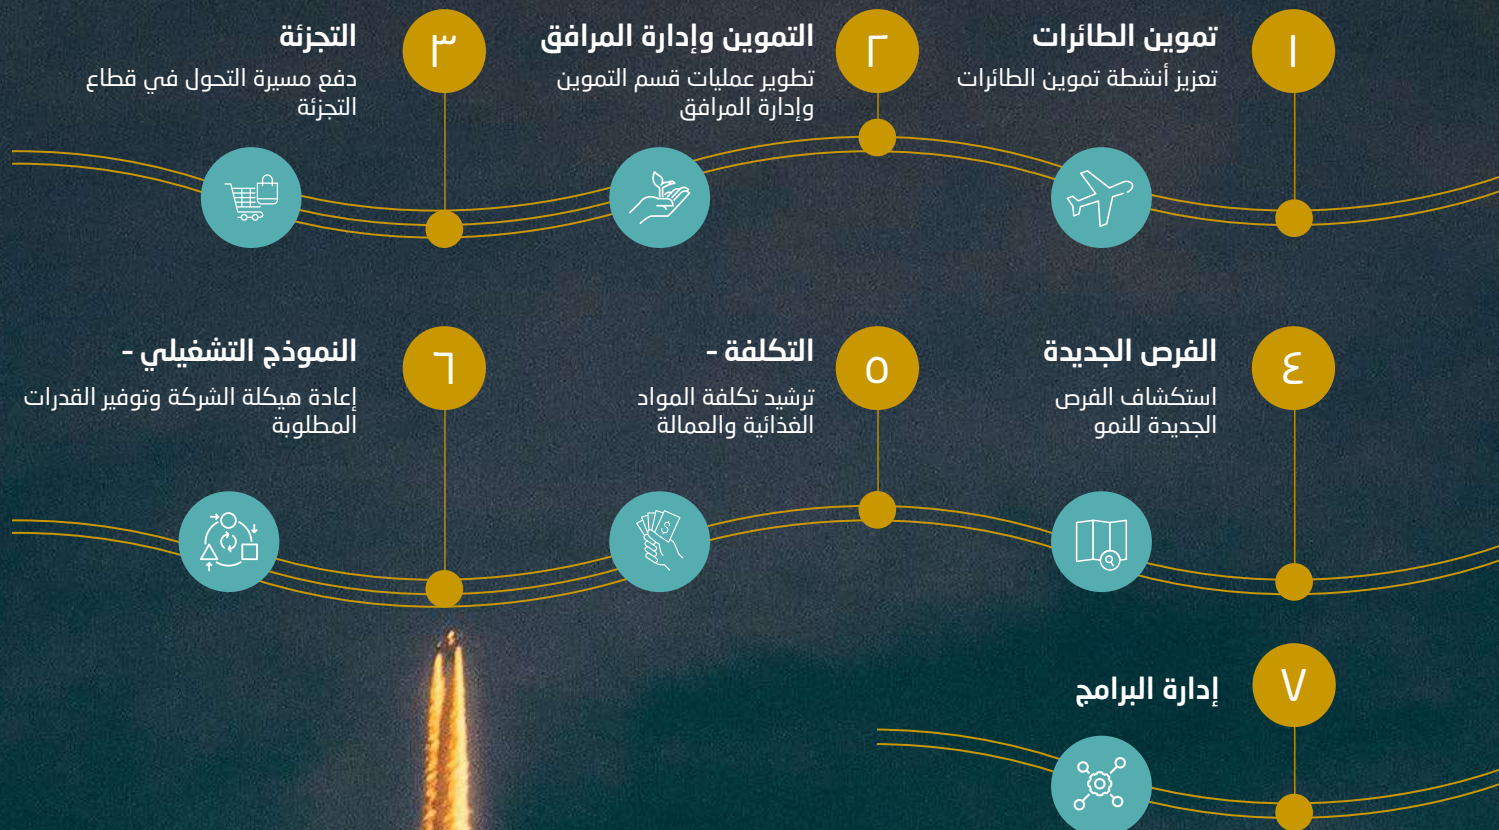 ١
تموين الطائرات
تعزيز أنشطة تموين الطائرات
٢
التموين وإدارة المرافق
تطوير عمليات قسم التموين
وإدارة المرافق
٣
التجزئة
دفع مسيرة التحول في قطاع
التجزئة
٤
الفرص الجديدة
استكشاف الفرص
الجديدة للنمو
٥
التكلفة -
ترشيد تكلفة المواد
الغذائية والعمالة
٦
النموذج التشغيلي -
إعادة هيكلة الشركة وتوفير القدرات
المطلوبة
٧
إدارة البرامج